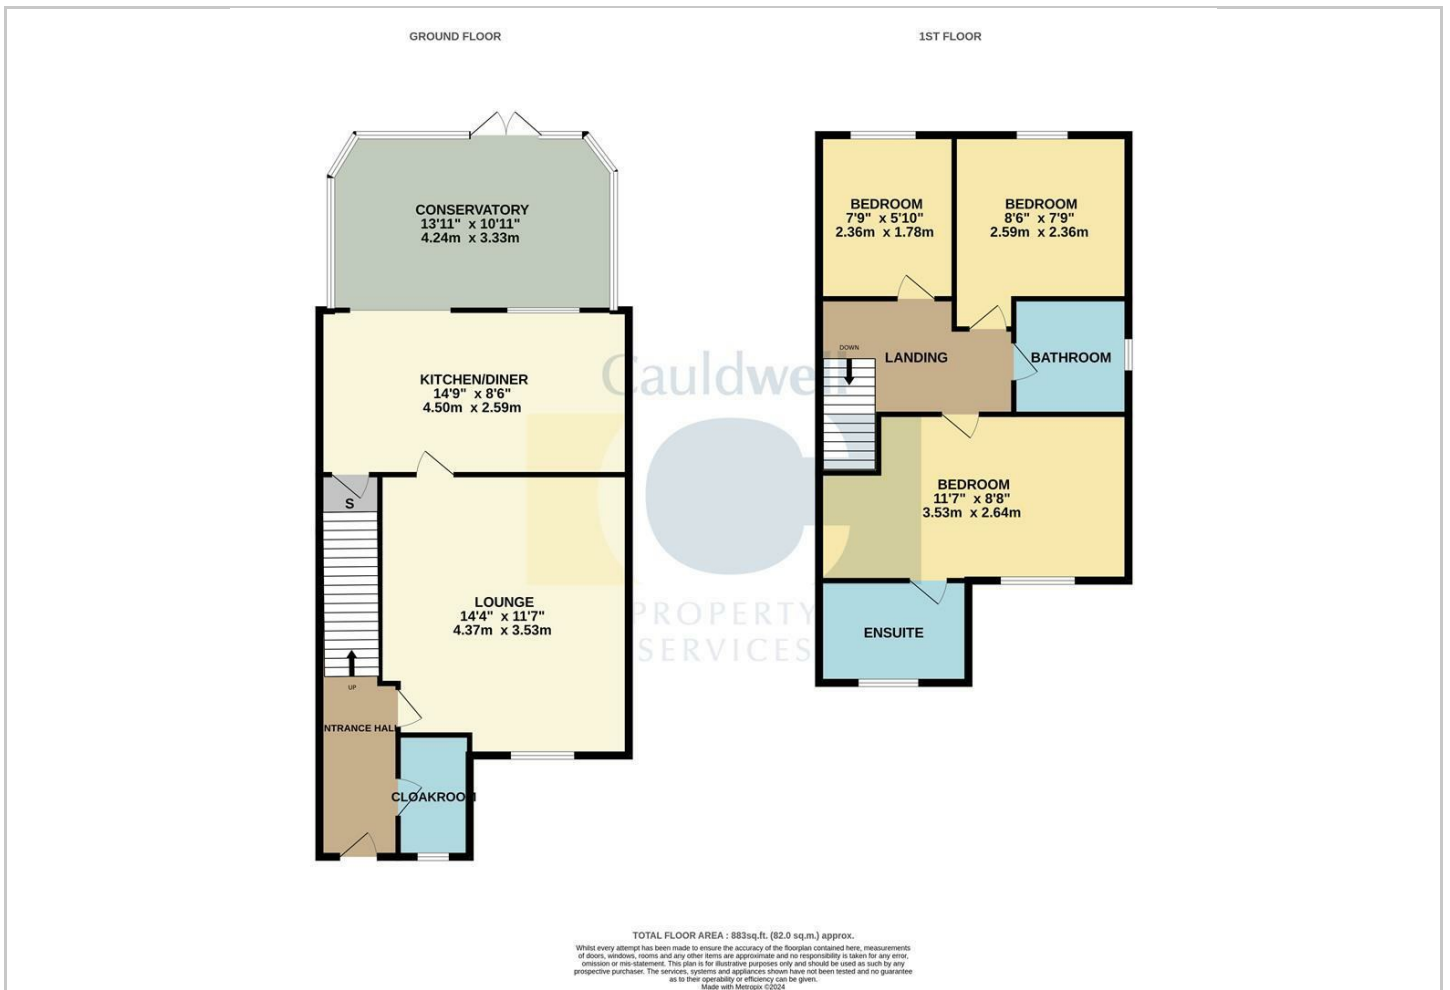 GROUND FLOOR
1ST FLOOR
CONSERVATORY
13'11" x 10'11"
4.24m x 3.33m
KITCHEN/DINER
14'9" x 8'6"
4.50m x 2.59m
S
LOUNGE
14'4" x 11'7"
4.37m x 3.53m
UP
NTRANCE HALL
CLOAKROOM
BEDROOM
7'9" x 5'10"
2.36m x 1.78m
BEDROOM
8'6" x 7'9"
2.59m x 2.36m
DOWN
LANDING
BATHROOM
BEDROOM
11'7" x 8'8"
3.53m x 2.64m
ENSUITE
Cauldwell
C
PROPERTY
SERVICES
TOTAL FLOOR AREA : 883sq.ft. (82.0 sq.m.) approx.
Whilst every attempt has been made to ensure the accuracy of the floorplan contained here, measurements
of doors, windows, rooms and any other items are approximate and no responsibility is taken for any error,
omission or mis-statement. This plan is for illustrative purposes only and should be used as such by any
prospective purchaser. The services, systems and appliances shown have not been tested and no guarantee
as to their operability or efficiency can be given.
Made with Metropix ©2024